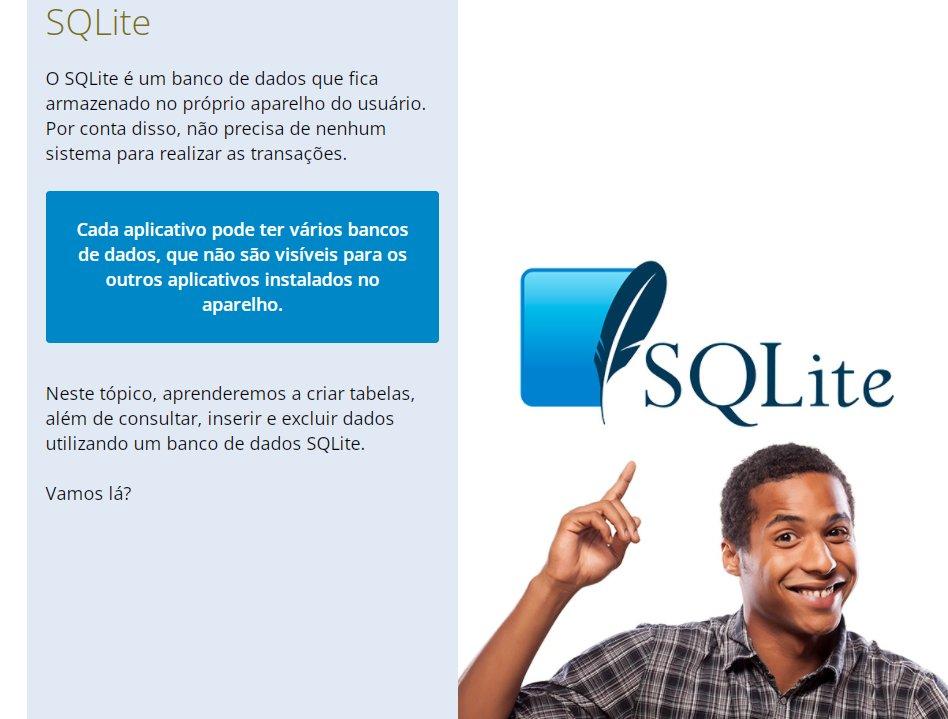 SQLite
O SQLite é um banco de dados que fica
armazenado no próprio aparelho do usuário.
Por conta disso, não precisa de nenhum
sistema para realizar as transações.
Cada aplicativo pode ter vários bancos
de dados, que não são visíveis para os
outros aplicativos instalados no
aparelho.
Neste tópico, aprenderemos a criar tabelas,
além de consultar, inserir e excluir dados
utilizando um banco de dados SQLite.
Vamos lá?
SQLite